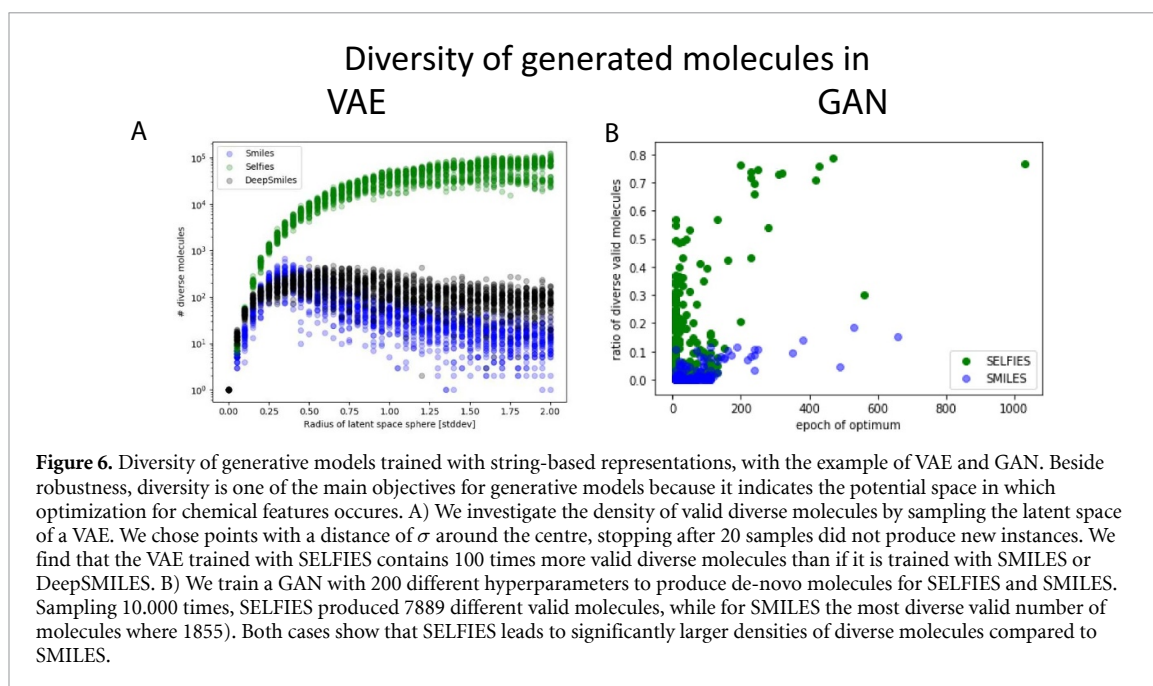 Diversity of generated molecules in
VAE
GAN
A
Smiles
Selfies
DeepSmiles
# diverse molecules
10⁵
10⁴
10³
10²
10¹
10⁰
0.00 0.25 0.50 0.75 1.00 1.25 1.50 1.75 2.00
Radius of latent space sphere [stddev]
B
ratio of diverse valid molecules
0.8
0.7
0.6
0.5
0.4
0.3
0.2
0.1
0.0
SELFIES
SMILES
0 200 400 600 800 1000
epoch of optimum
Figure 6. Diversity of generative models trained with string-based representations, with the example of VAE and GAN. Beside
robustness, diversity is one of the main objectives for generative models because it indicates the potential space in which
optimization for chemical features occures. A) We investigate the density of valid diverse molecules by sampling the latent space
of a VAE. We chose points with a distance of σ around the centre, stopping after 20 samples did not produce new instances. We
find that the VAE trained with SELFIES contains 100 times more valid diverse molecules than if it is trained with SMILES or
DeepSMILES. B) We train a GAN with 200 different hyperparameters to produce de-novo molecules for SELFIES and SMILES.
Sampling 10.000 times, SELFIES produced 7889 different valid molecules, while for SMILES the most diverse valid number of
molecules where 1855). Both cases show that SELFIES leads to significantly larger densities of diverse molecules compared to
SMILES.